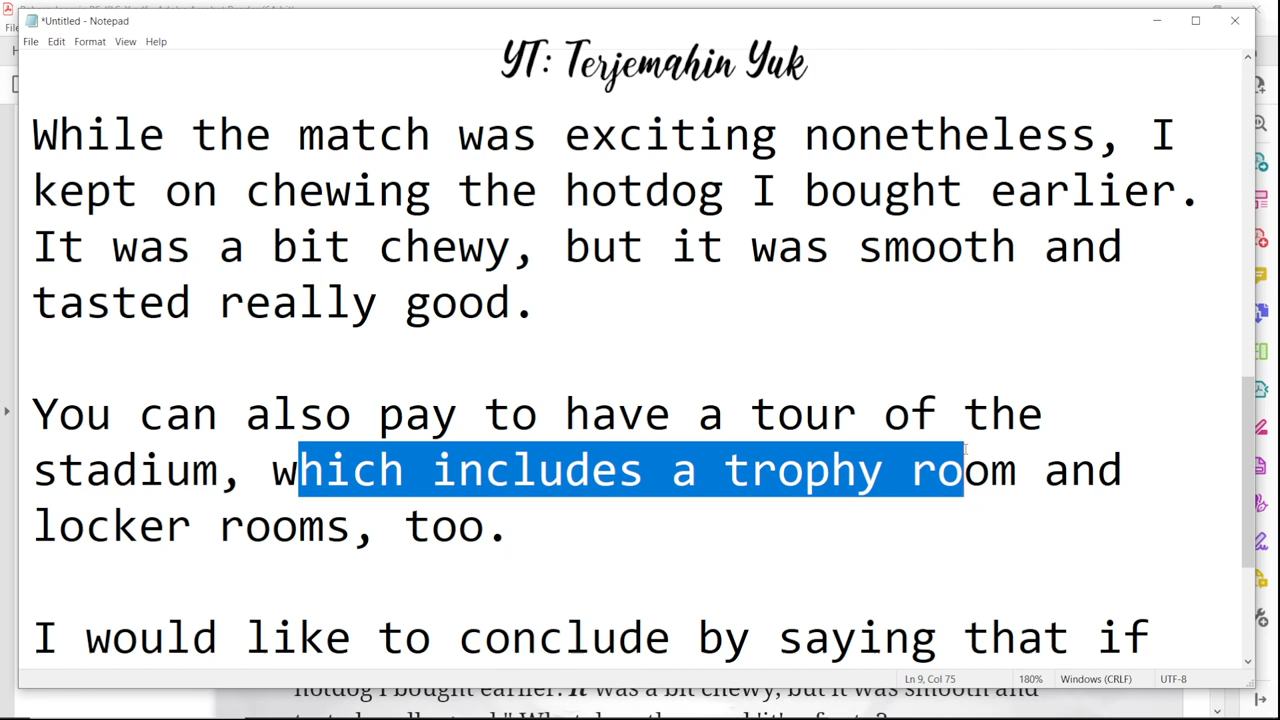 *Untitled - Notepad
File Edit Format View Help
YT: Terjemahin Yuk
While the match was exciting nonetheless, I
kept on chewing the hotdog I bought earlier.
It was a bit chewy, but it was smooth and
tasted really good.
You can also pay to have a tour of the
stadium, which includes a trophy room and
locker rooms, too.
I would like to conclude by saying that if
Ln 9, Col 75 180% Windows (CRLF) UTF-8
hotdog I bought earlier. It was a bit chewy, but it was smooth and